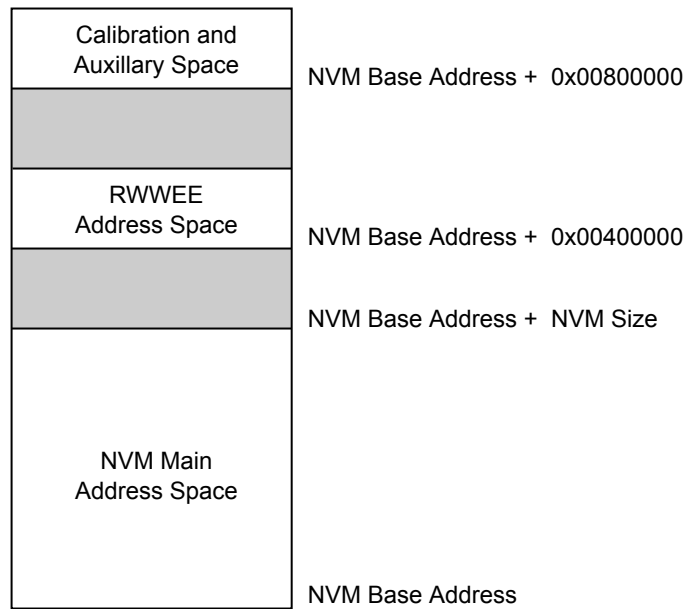 Calibration and
Auxillary Space
NVM Base Address + 0x00800000
RWWEE
Address Space
NVM Base Address + 0x00400000
NVM Base Address + NVM Size
NVM Main
Address Space
NVM Base Address